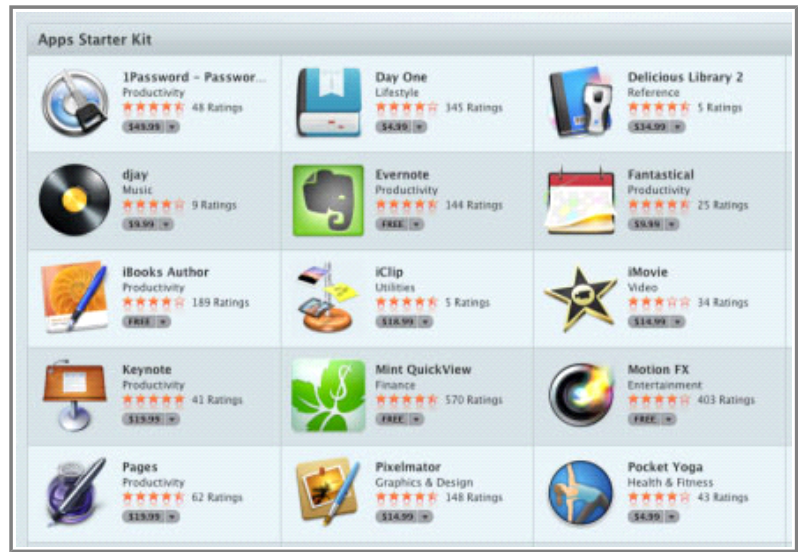 Apps Starter Kit
1Password – Passwor...
Productivity
48 Ratings
$49.99
Day One
Lifestyle
345 Ratings
$4.99
Delicious Library 2
Reference
5 Ratings
$34.99
djay
Music
9 Ratings
$9.99
Evernote
Productivity
144 Ratings
FREE
Fantastical
Productivity
25 Ratings
$9.99
iBooks Author
Productivity
189 Ratings
FREE
iClip
Utilities
5 Ratings
$18.99
iMovie
Video
34 Ratings
$14.99
Keynote
Productivity
41 Ratings
$19.99
Mint QuickView
Finance
570 Ratings
FREE
Motion FX
Entertainment
403 Ratings
FREE
Pages
Productivity
62 Ratings
$19.99
Pixelmator
Graphics & Design
148 Ratings
$14.99
Pocket Yoga
Health & Fitness
43 Ratings
$4.99